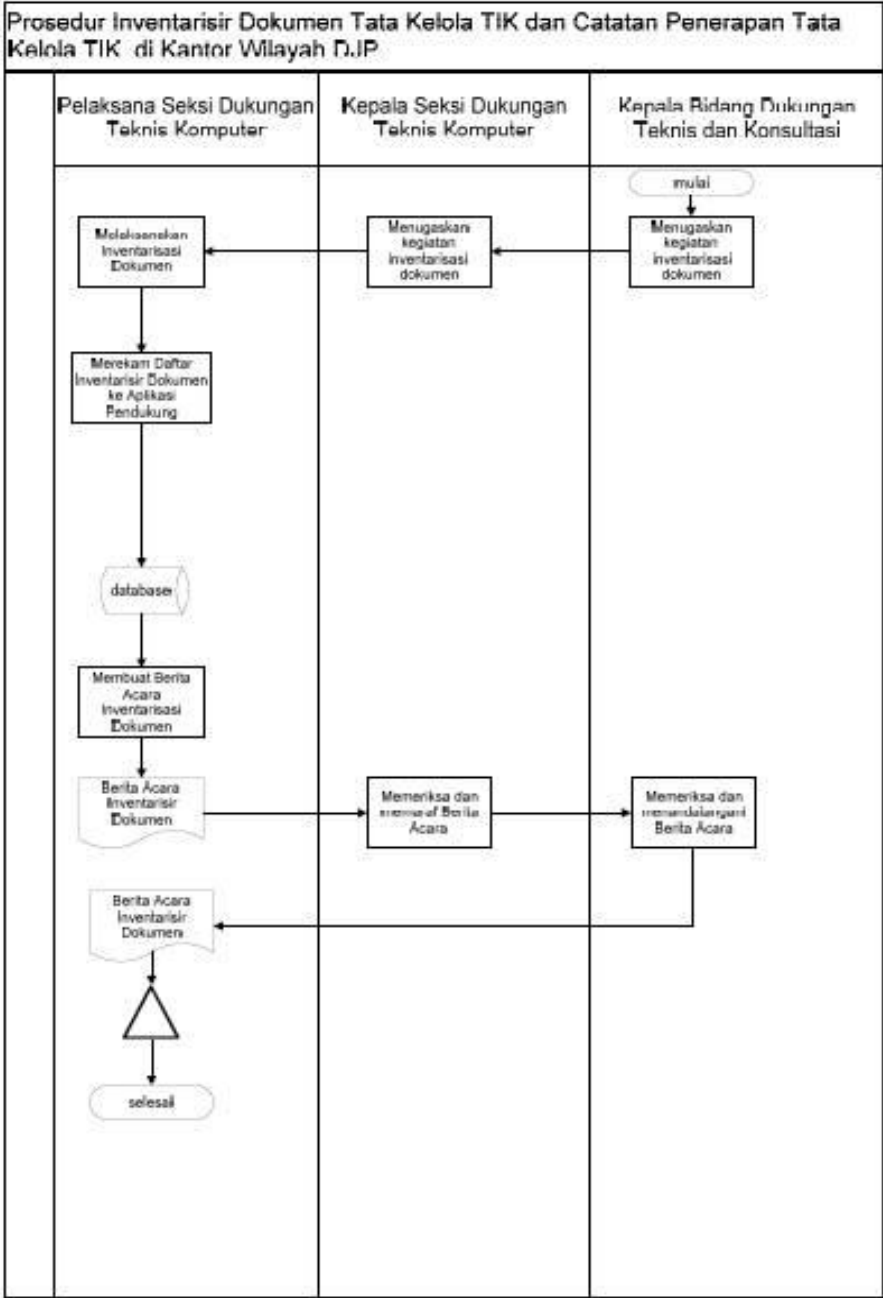 Prosedur Inventarisir Dokumen Tata Kelola TIK dan Catatan Penerapan Tata
Kelola TIK di Kantor Wilayah DJP
Pelaksana Seksi Dukungan
Teknis Komputer
Kepala Seksi Dukungan
Teknis Komputer
Kepala Bidang Dukungan
Teknis dan Konsultasi
mulai
Melaksanakan
Inventarisasi
Dokumen
Menugaskan
kegiatan
inventarisasi
dokumen
Menugaskan
kegiatan
inventarisasi
dokumen
Merekam Daftar
Inventarisir Dokumen
ke Aplikasi
Pendukung
database
Membuat Berita
Acara
Inventarisasi
Dokumen
Berita Acara
Inventarisir
Dokumen
Memeriksa dan
memaraf Berita
Acara
Memeriksa dan
menandatangani
Berita Acara
Berita Acara
Inventarisir
Dokumen
selesai